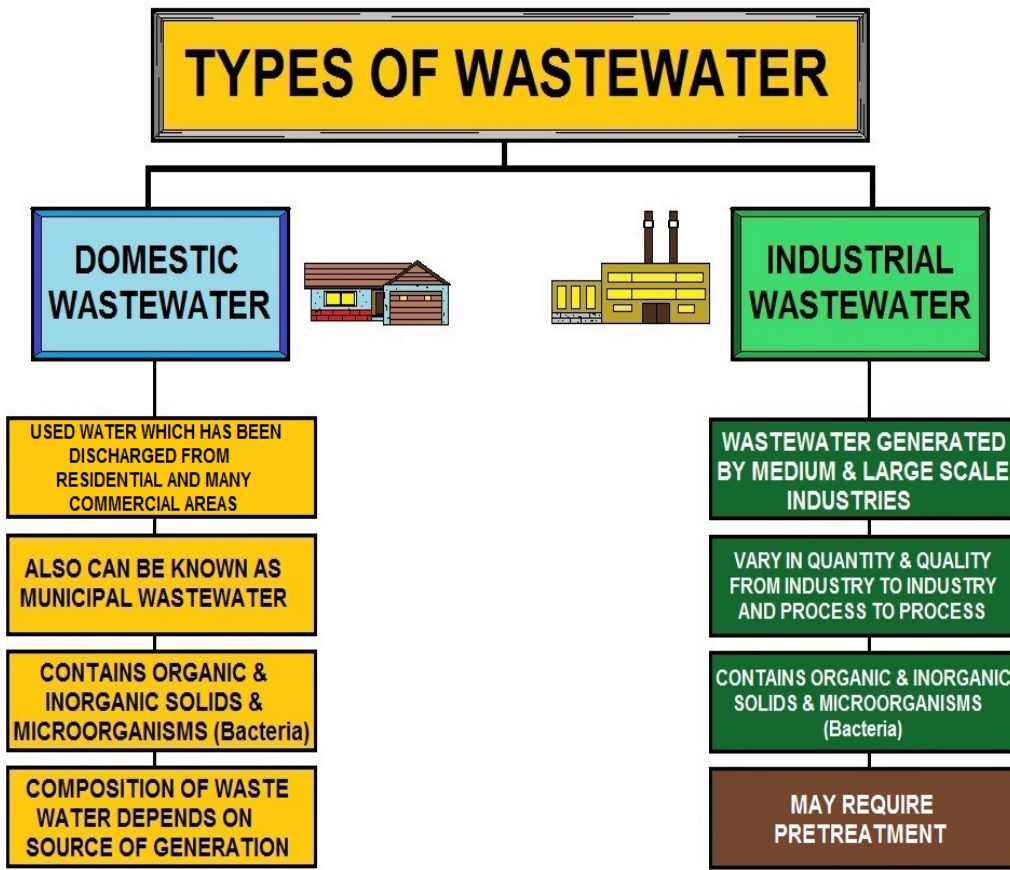 TYPES OF WASTEWATER
DOMESTIC
WASTEWATER
USED WATER WHICH HAS BEEN
DISCHARGED FROM
RESIDENTIAL AND MANY
COMMERCIAL AREAS
ALSO CAN BE KNOWN AS
MUNICIPAL WASTEWATER
CONTAINS ORGANIC &
INORGANIC SOLIDS &
MICROORGANISMS (Bacteria)
COMPOSITION OF WASTE
WATER DEPENDS ON
SOURCE OF GENERATION
INDUSTRIAL
WASTEWATER
WASTEWATER GENERATED
BY MEDIUM & LARGE SCALE
INDUSTRIES
VARY IN QUANTITY & QUALITY
FROM INDUSTRY TO INDUSTRY
AND PROCESS TO PROCESS
CONTAINS ORGANIC & INORGANIC
SOLIDS & MICROORGANISMS
(Bacteria)
MAY REQUIRE
PRETREATMENT